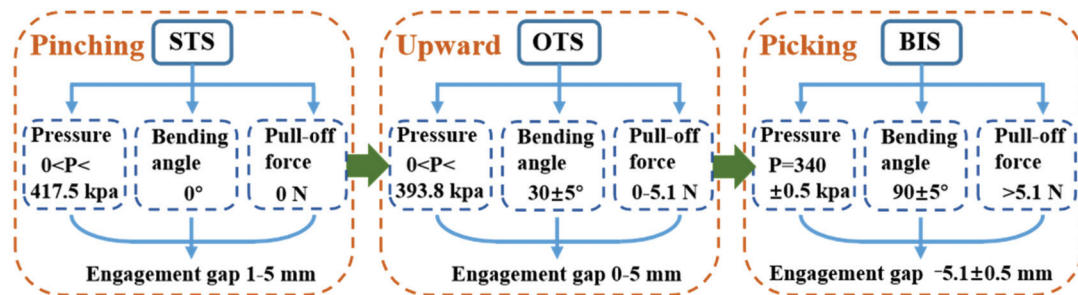 Pinching
STS
Pressure
0<P<
417.5 kpa
Bending
angle
0°
Pull-off
force
0 N
Engagement gap 1-5 mm
Upward
OTS
Pressure
0<P<
393.8 kpa
Bending
angle
30±5°
Pull-off
force
0-5.1 N
Engagement gap 0-5 mm
Picking
BIS
Pressure
P=340
±0.5 kpa
Bending
angle
90±5°
Pull-off
force
>5.1 N
Engagement gap -5.1±0.5 mm